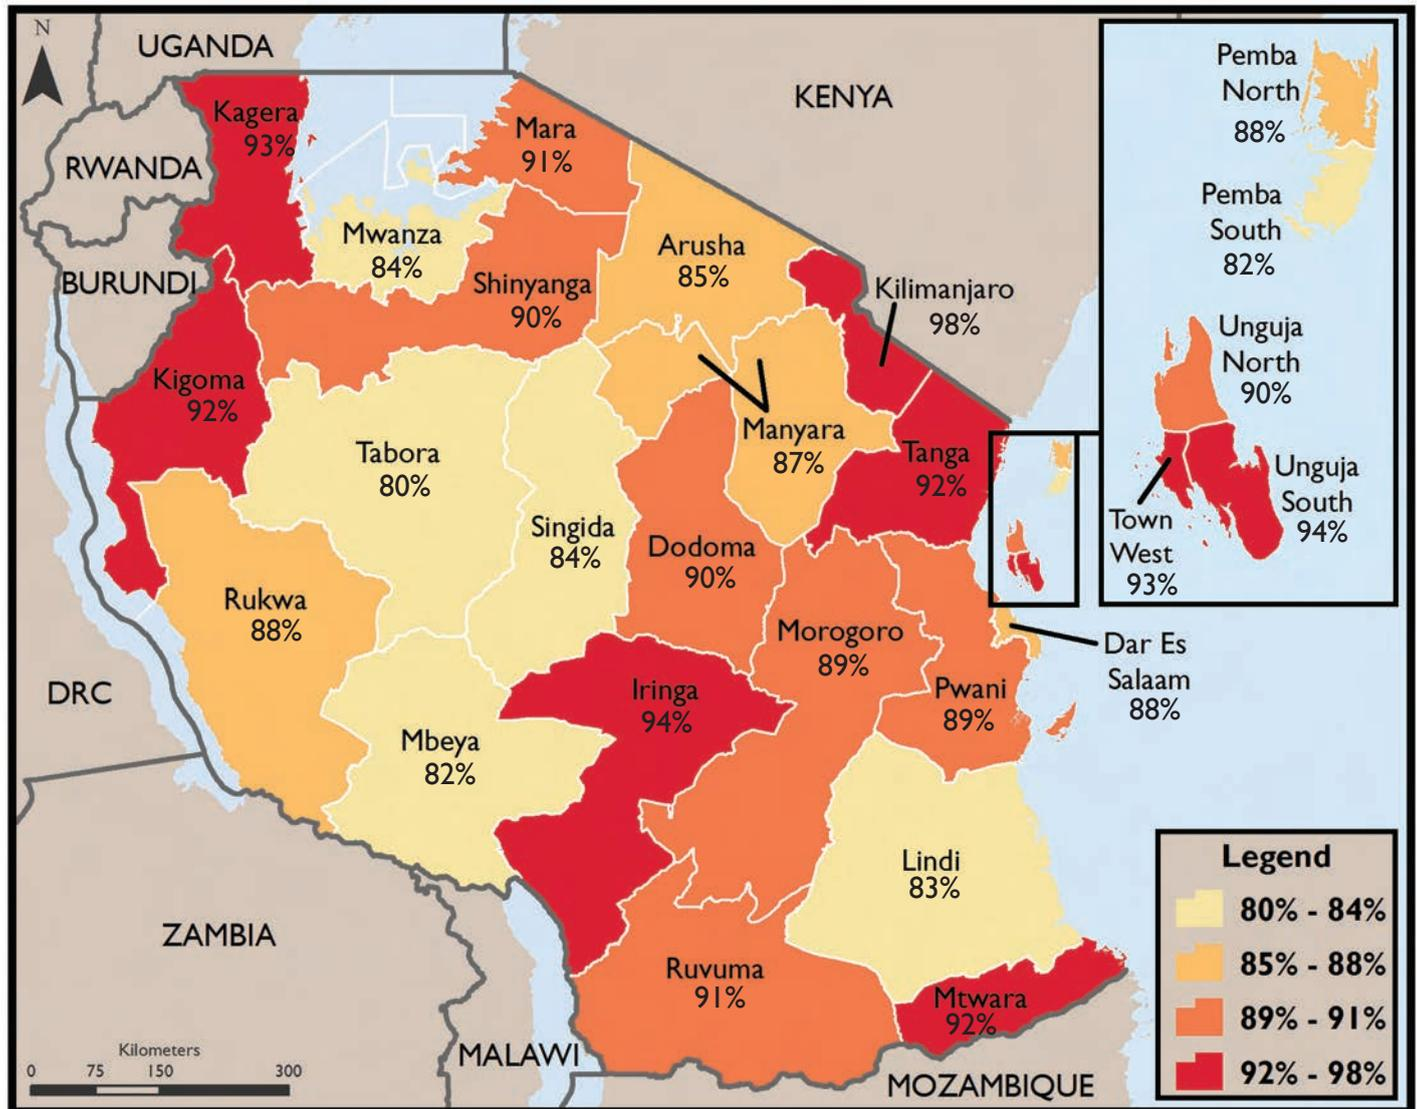 N
UGANDA
KENYA
RWANDA
BURUNDI
DRC
ZAMBIA
MALAWI
MOZAMBIQUE
Kagera
93%
Mara
91%
Mwanza
84%
Shinyanga
90%
Arusha
85%
Kilimanjaro
98%
Kigoma
92%
Tabora
80%
Singida
84%
Manyara
87%
Tanga
92%
Dodoma
90%
Rukwa
88%
Morogoro
89%
Pwani
89%
Dar Es
Salaam
88%
Iringa
94%
Mbeya
82%
Lindi
83%
Ruvuma
91%
Mtwara
92%
Pemba
North
88%
Pemba
South
82%
Unguja
North
90%
Unguja
South
94%
Town
West
93%
Legend
80% - 84%
85% - 88%
89% - 91%
92% - 98%
Kilometers
0 75 150 300